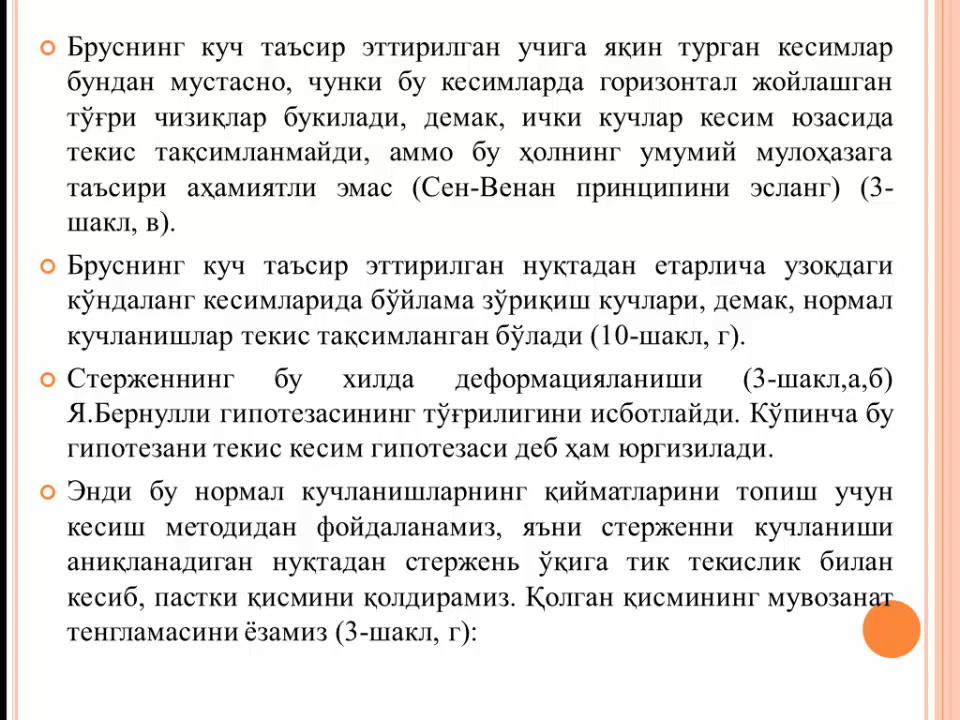 Бруснинг куч таъсир эттирилган учига яқин турган кесимлар
бундан мустасно, чунки бу кесимларда горизонтал жойлашган
тўғри чизиқлар букилади, демак, ички кучлар кесим юзасида
текис тақсимланмайди, аммо бу ҳолнинг умумий мулоҳазага
таъсири аҳамиятли эмас (Сен-Венан принципини эсланг) (3-
шакл, в).
Бруснинг куч таъсир эттирилган нуқтадан етарлича узоқдаги
кўндаланг кесимларида бўйлама зўриқиш кучлари, демак, нормал
кучланишлар текис тақсимланган бўлади (10-шакл, г).
Стерженнинг бу хилда деформацияланиши (3-шакл,а,б)
Я.Бернулли гипотезасининг тўғрилигини исботлайди. Кўпинча бу
гипотезани текис кесим гипотезаси деб ҳам юргизилади.
Энди бу нормал кучланишларнинг қийматларини топиш учун
кесиш методидан фойдаланамиз, яъни стерженни кучланиши
аниқланадиган нуқтадан стержень ўқига тик текислик билан
кесиб, пастки қисмини қолдирамиз. Қолган қисмининг мувозанат
тенгламасини ёзамиз (3-шакл, г):